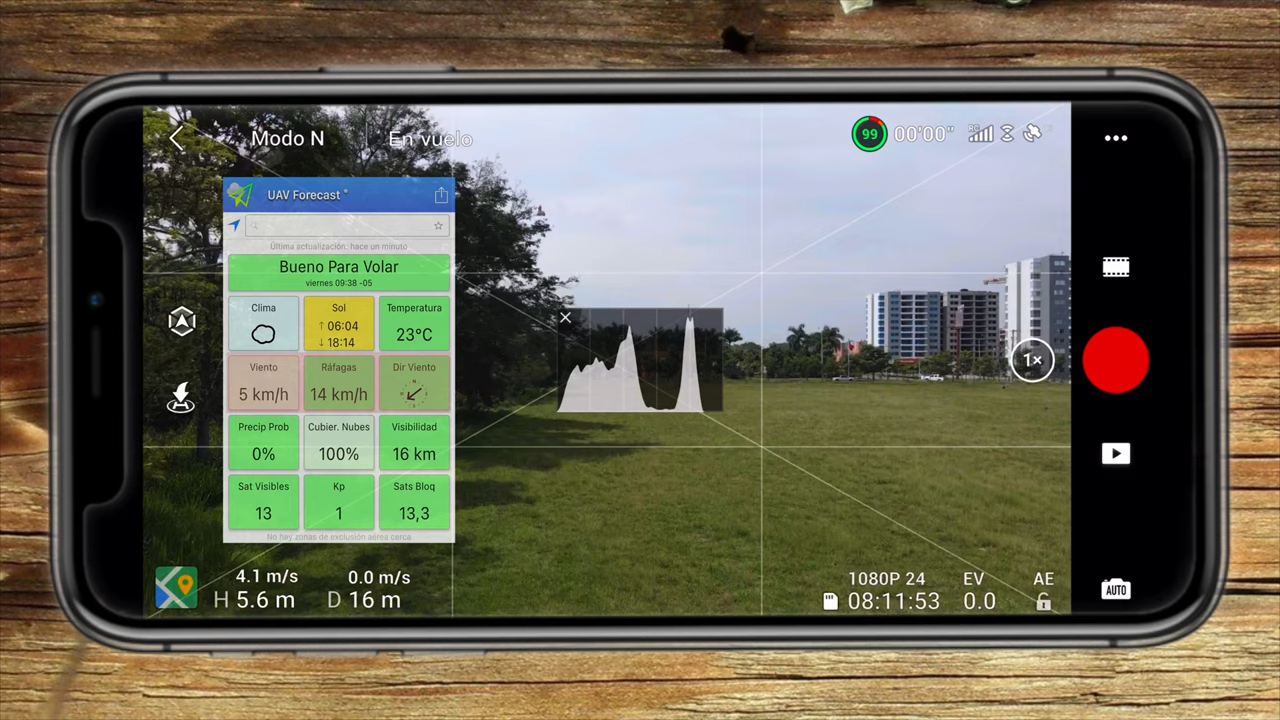 Modo N
En vuelo
99
00'00"
RC
UAV Forecast
Última actualización: hace un minuto
Bueno Para Volar
viernes 09:38 -05
Clima
Sol
↑ 06:04
↓ 18:14
Temperatura
23°C
Viento
5 km/h
Ráfagas
14 km/h
Dir Viento
Precip Prob
0%
Cubier. Nubes
100%
Visibilidad
16 km
Sat Visibles
13
Kp
1
Sats Bloq
13,3
No hay zonas de exclusión aérea cerca
1×
4.1 m/s
0.0 m/s
H 5.6 m
D 16 m
1080P 24
EV
AE
08:11:53
0.0
AUTO